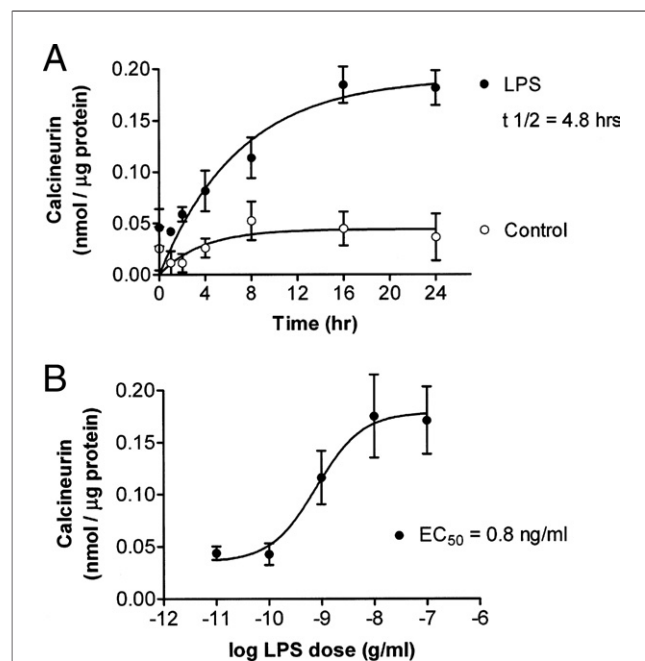 A
Calcineurin
(nmol / μg protein)
0.20
0.15
0.10
0.05
0.00
0 4 8 12 16 20 24
Time (hr)
LPS
t 1/2 = 4.8 hrs
Control
B
Calcineurin
(nmol / μg protein)
0.20
0.15
0.10
0.05
0.00
-12 -11 -10 -9 -8 -7 -6
log LPS dose (g/ml)
EC50 = 0.8 ng/ml